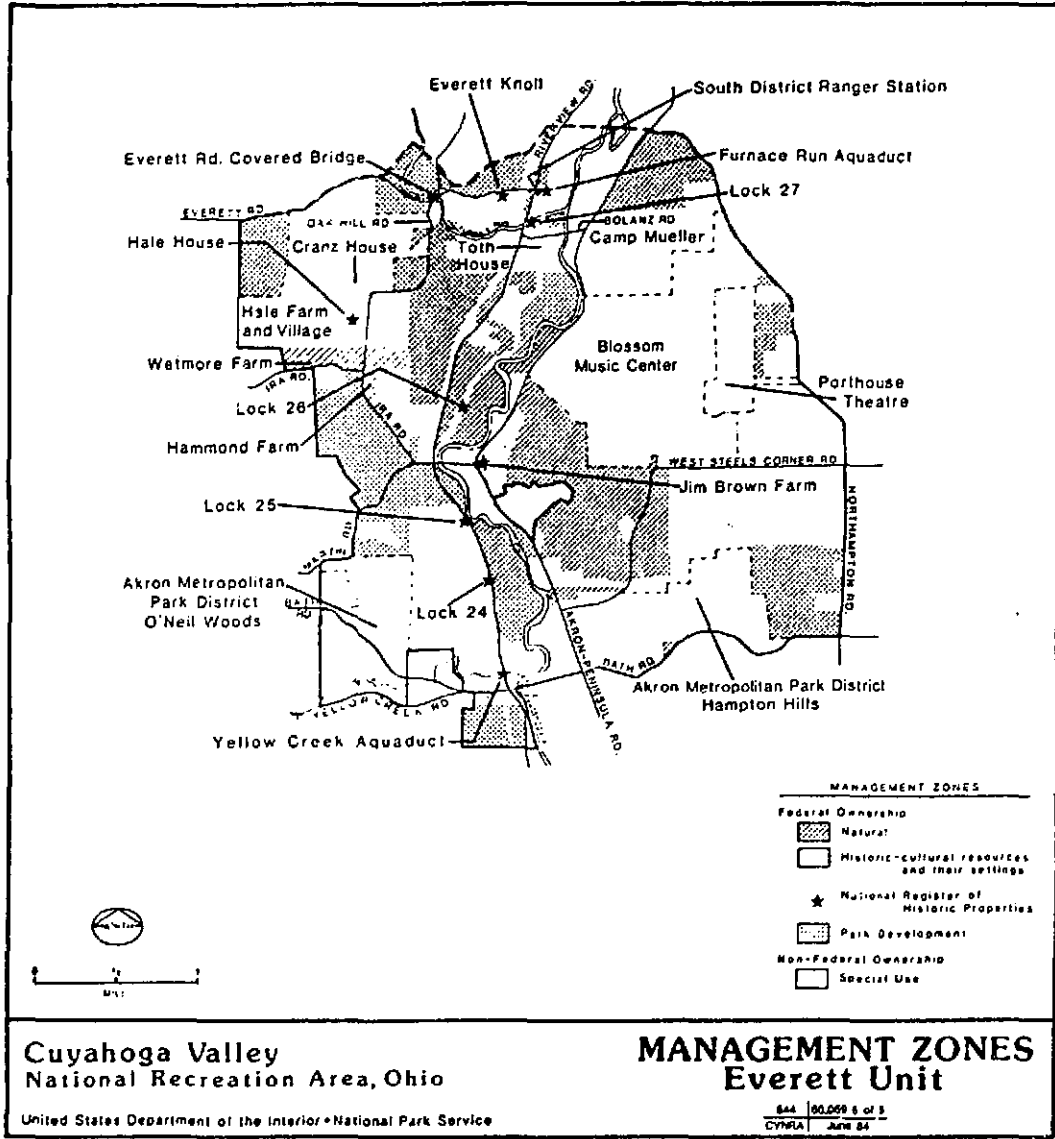 Everett Knoll
South District Ranger Station
RIVERVIEW RD
Everett Rd. Covered Bridge
Furnace Run Aquaduct
Lock 27
EVERETT RD
OAK HILL RD
BOLANZ RD
Hale House
Cranz House
Toth
House
Camp Mueller
Hale Farm
and Village
Blossom
Music Center
Wetmore Farm
IRA RD.
Porthouse
Theatre
Lock 26
IRA RD
Hammond Farm
WEST STEELS CORNER RD
Jim Brown Farm
Lock 25
NORTHAMPTON RD
Akron Metropolitan
Park District
O'Neil Woods
Lock 24
AKRON-PENINSULA RD.
BATH RD
Akron Metropolitan Park District
Hampton Hills
YELLOW CREEK RD
Yellow Creek Aquaduct
MANAGEMENT ZONES
Federal Ownership
Natural
Historic-cultural resources
and their settings
National Register of
Historic Properties
Park Development
Non-Federal Ownership
Special Use
Cuyahoga Valley
National Recreation Area, Ohio
United States Department of the Interior • National Park Service
MANAGEMENT ZONES
Everett Unit
644
CYNRA
June 84